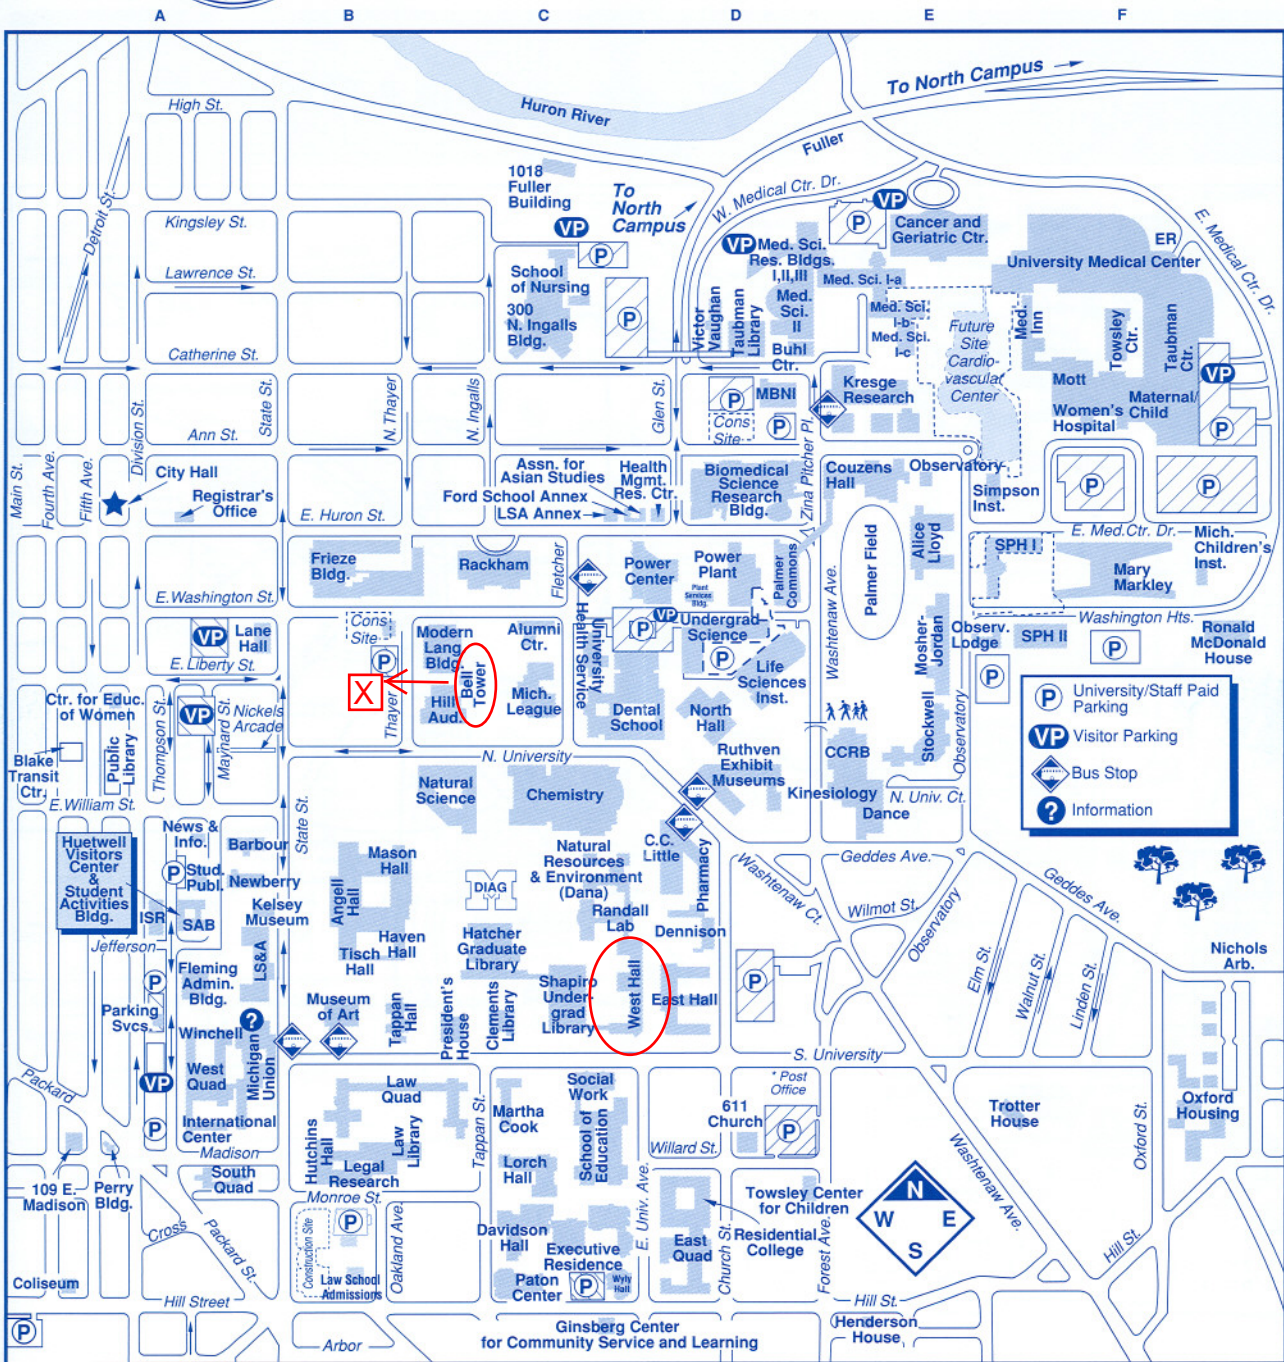 A B C D E F
To North Campus
Huron River
High St.
Fuller
1018
Fuller
Building
To
North
Campus
W. Medical Ctr. Dr.
VP
Detroit St.
Kingsley St.
VP
P
Cancer and
Geriatric Ctr.
E. Medical Ctr. Dr.
ER
VP
Med. Sci.
Res. Bldgs.
I,II,III
P
University Medical Center
Lawrence St.
School
of Nursing
Med. Sci. I-a
300
N. Ingalls
Bldg.
P
Victor
Vaughan
Taubman
Library
Med.
Sci.
II
Med. Sci.
I-b
Med. Sci.
I-c
Future
Site
Cardio-
vascular
Center
Med.
Inn
Towsley
Ctr.
Taubman
Ctr.
Catherine St.
Buhl
Ctr.
State St.
N.Thayer
N. Ingalls
Glen St.
P
MBNI
Kresge
Research
Mott
Maternal/
Child
VP
Women's
Hospital
P
Cons
Site
P
Zina Pitcher Pl.
Division St.
Ann St.
Main St.
Fourth Ave.
Fifth Ave.
City Hall
Registrar's
Office
Assn. for
Asian Studies
Health
Mgmt.
Res. Ctr.
Ford School Annex
LSA Annex
Biomedical
Science
Research
Bldg.
Couzens
Hall
Observatory
Simpson
Inst.
P
P
E. Huron St.
E. Med.Ctr. Dr.
Mich.
Children's
Inst.
Frieze
Bldg.
Rackham
Fletcher
Power
Center
Power
Plant
Plant
Services
Bldg.
Palmer
Commons
Washtenaw Ave.
Palmer Field
Alice
Lloyd
SPH I
Mary
Markley
E.Washington St.
Washington Hts.
Cons
Site
VP
Lane
Hall
Modern
Lang
Bldg.
Alumni
Ctr.
University
Health Service
P
VP
Undergrad
Science
P
Life
Sciences
Inst.
Mosher-
Jordan
Observ.
Lodge
SPH II
P
Ronald
McDonald
House
E. Liberty St.
P
X
Bell
Tower
Hill
Aud.
Thayer
Mich.
League
Dental
School
North
Hall
Stockwell
Observatory
P
P University/Staff Paid
Parking
VP Visitor Parking
Bus Stop
? Information
Ctr. for Educ.
of Women
Thompson St.
VP
Maynard St.
Nickels
Arcade
Blake
Transit
Ctr.
Public
Library
N. University
Ruthven
Exhibit
Museums
CCRB
E.William St.
Natural
Science
Chemistry
Kinesiology
Dance
N. Univ. Ct.
State St.
Huetwell
Visitors
Center
&
Student
Activities
Bldg.
News &
Info.
Barbour
P
Stud.
Publ.
Newberry
Mason
Hall
Angell
Hall
Natural
Resources
& Environment
(Dana)
C.C.
Little
Pharmacy
Washtenaw Ct.
Geddes Ave.
Geddes Ave.
M
DIAG
Kelsey
Museum
ISR
SAB
Randall
Lab
Wilmot St.
Observatory
Jefferson
Haven
Hall
Tisch
Hall
Hatcher
Graduate
Library
Dennison
Nichols
Arb.
LS&A
Fleming
Admin.
Bldg.
P
Shapiro
Under-
grad
Library
West Hall
East Hall
P
Elm St.
Walnut St.
Linden St.
Parking
Svcs.
Museum
of Art
Tappan
Hall
President's
House
Clements
Library
Winchell
?
Michigan
Union
S. University
Packard
VP
West
Quad
Law
Quad
Social
Work
* Post
Office
P
International
Center
Hutchins
Hall
Law
Library
Tappan St.
Martha
Cook
School of
Education
611
Church
P
Trotter
House
Oxford St.
Oxford
Housing
Madison
Willard St.
Washtenaw Ave.
109 E.
Madison
Perry
Bldg.
South
Quad
Legal
Research
Lorch
Hall
Monroe St.
E. Univ. Ave.
Towsley Center
for Children
N
W E
S
Cross
Packard St.
Construction Site
P
Oakland Ave.
Davidson
Hall
Executive
Residence
East
Quad
Church St.
Residential
College
Forest Ave.
Hill St.
Coliseum
Law School
Admissions
Paton
Center
P
Wyly
Hall
Hill Street
Hill St.
P
Arbor
Ginsberg Center
for Community Service and Learning
Henderson
House